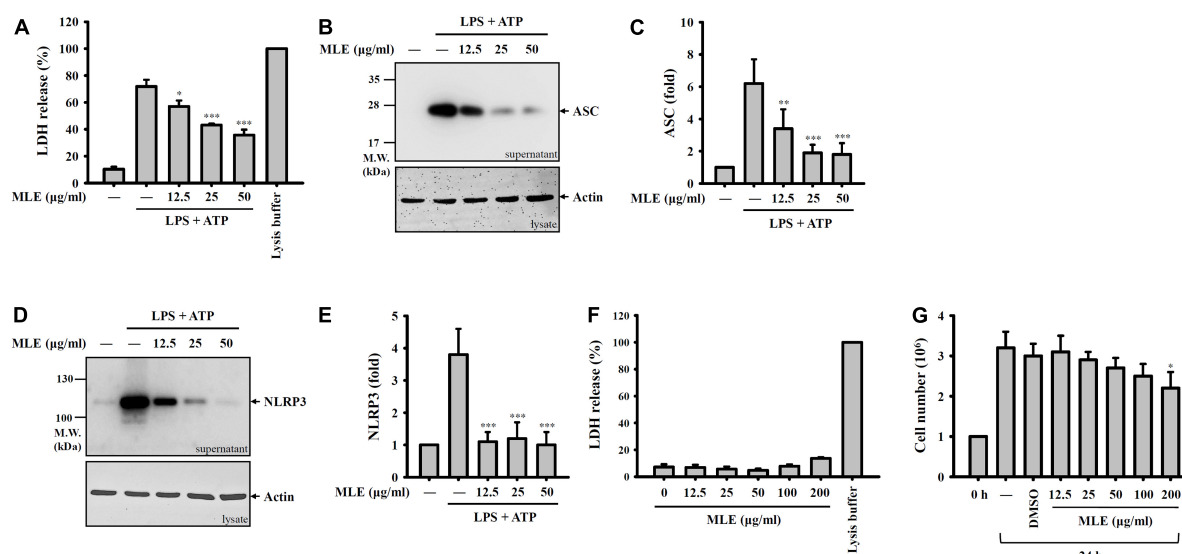 A
LDH release (%)
120
100
80
60
40
20
0
*
***
***
MLE (µg/ml)
— — 12.5 25 50
LPS + ATP
Lysis buffer
B
LPS + ATP
MLE (µg/ml) — — 12.5 25 50
35
28
17
M.W.
(kDa)
ASC
supernatant
Actin
lysate
C
ASC (fold)
8
6
4
2
0
**
***
***
MLE (µg/ml) — — 12.5 25 50
LPS + ATP
D
LPS + ATP
MLE (µg/ml) — — 12.5 25 50
130
100
M.W.
(kDa)
NLRP3
supernatant
Actin
lysate
E
NLRP3 (fold)
5
4
3
2
1
0
*** *** ***
MLE (µg/ml) — — 12.5 25 50
LPS + ATP
F
LDH release (%)
120
100
80
60
40
20
0
0 12.5 25 50 100 200
MLE (µg/ml)
Lysis buffer
G
Cell number (10⁶)
4
3
2
1
0
*
0 h — DMSO 12.5 25 50 100 200
MLE (µg/ml)